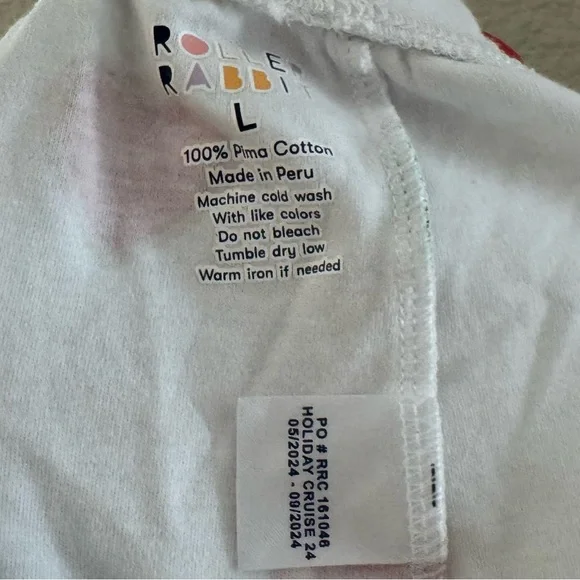 ROLLER
RABBIT
L
100% Pima Cotton
Made in Peru
Machine cold wash
With like colors
Do not bleach
Tumble dry low
Warm iron if needed
PO # RRC 161046
HOLIDAY CRUISE 24
05/2024 - 09/2024